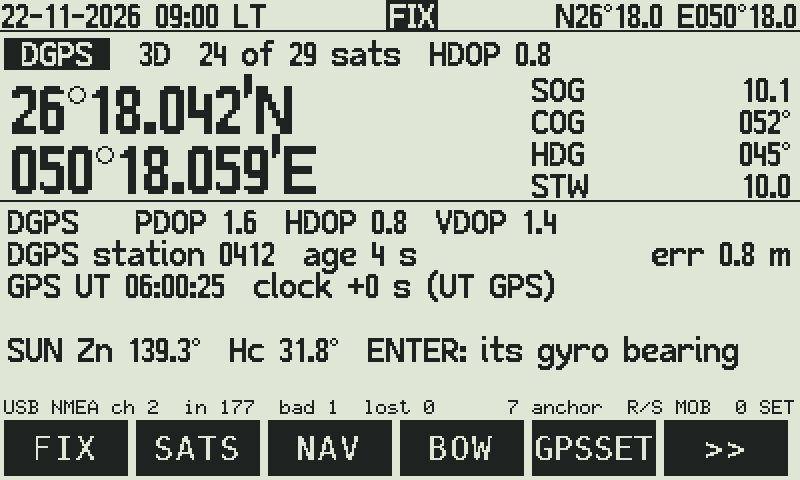 22-11-2026 09:00 LT FIX N26°18.0 E050°18.0
DGPS 3D 24 of 29 sats HDOP 0.8
26°18.042'N
050°18.059'E
SOG 10.1
COG 052°
HDG 045°
STW 10.0
DGPS PDOP 1.6 HDOP 0.8 VDOP 1.4
DGPS station 0412 age 4 s err 0.8 m
GPS UT 06:00:25 clock +0 s (UT GPS)
SUN Zn 139.3° Hc 31.8° ENTER: its gyro bearing
USB NMEA ch 2 in 177 bad 1 lost 0 7 anchor R/S MOB 0 SET
FIX SATS NAV BOW GPSSET >>